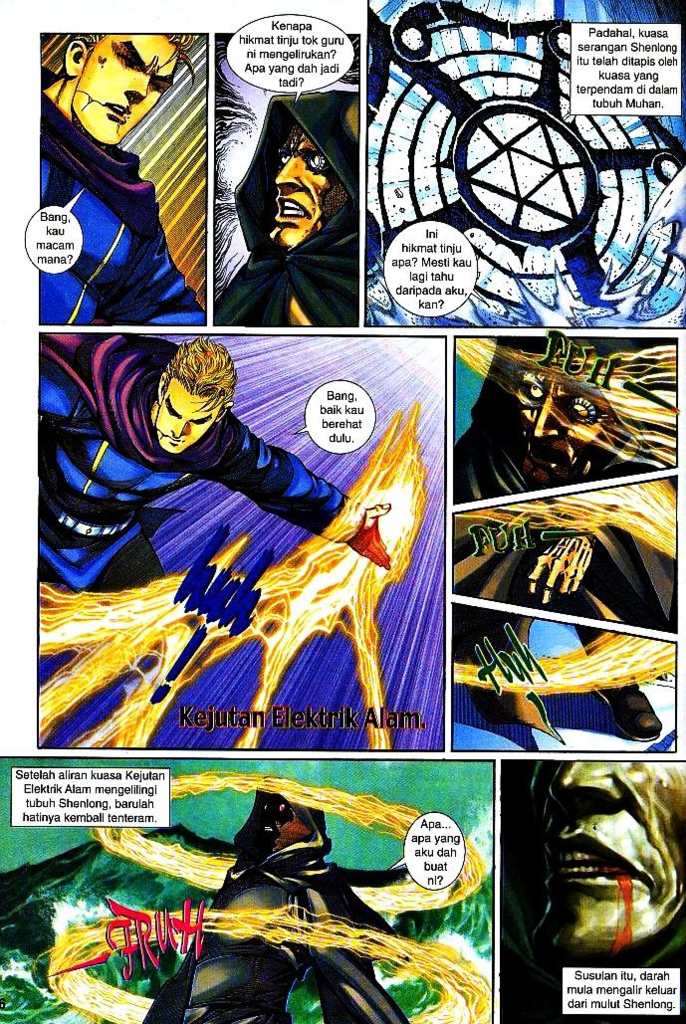 Bang,
kau
macam
mana?
Kenapa
hikmat tinju tok guru
ni mengelirukan?
Apa yang dah jadi
tadi?
Padahal, kuasa
serangan Shenlong
itu telah ditapis oleh
kuasa yang
terpendam di dalam
tubuh Muhan.
Ini
hikmat tinju
apa? Mesti kau
lagi tahu
daripada aku,
kan?
Bang,
baik kau
berehat
dulu.
Kejutan Elektrik Alam.
PUH
PUH
Setelah aliran kuasa Kejutan
Elektrik Alam mengelilingi
tubuh Shenlong, barulah
hatinya kembali tenteram.
Apa...
apa yang
aku dah
buat
ni?
Susulan itu, darah
mula mengalir keluar
dari mulut Shenlong.
6